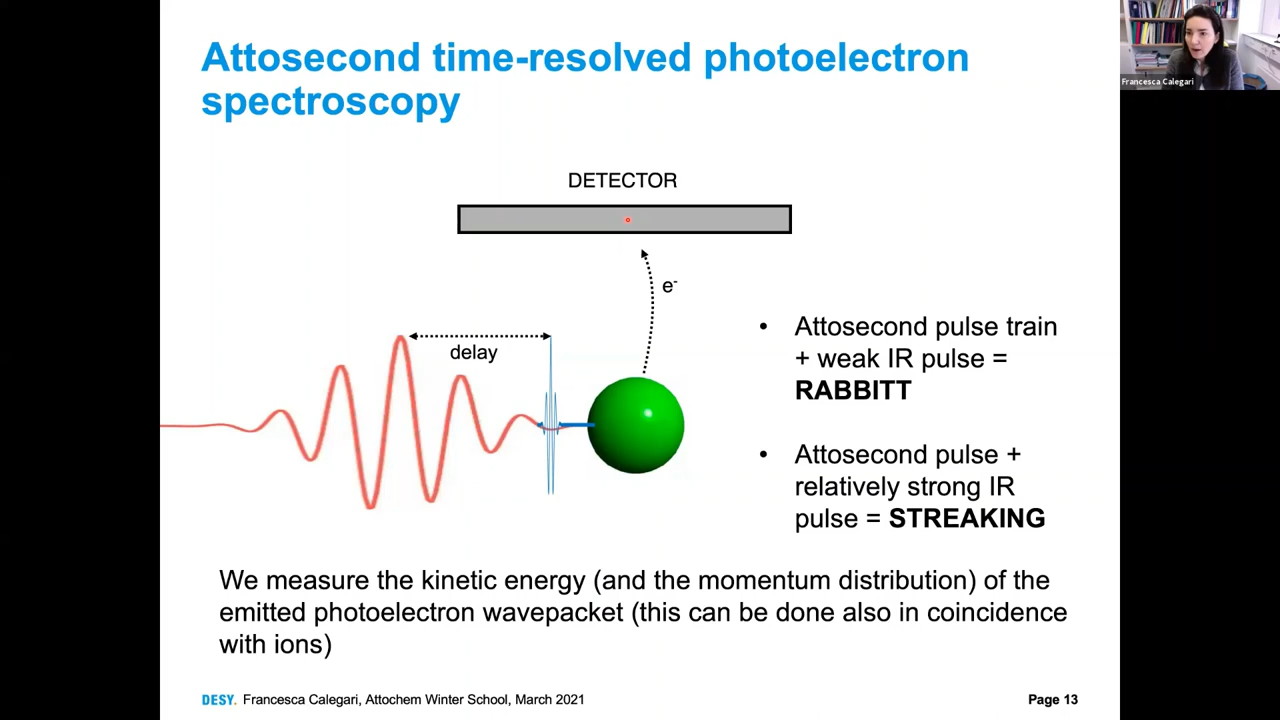 Attosecond time-resolved photoelectron
spectroscopy
Francesca Calegari
DETECTOR
e-
delay
• Attosecond pulse train
+ weak IR pulse =
RABBITT
• Attosecond pulse +
relatively strong IR
pulse = STREAKING
We measure the kinetic energy (and the momentum distribution) of the
emitted photoelectron wavepacket (this can be done also in coincidence
with ions)
DESY. Francesca Calegari, Attochem Winter School, March 2021
Page 13